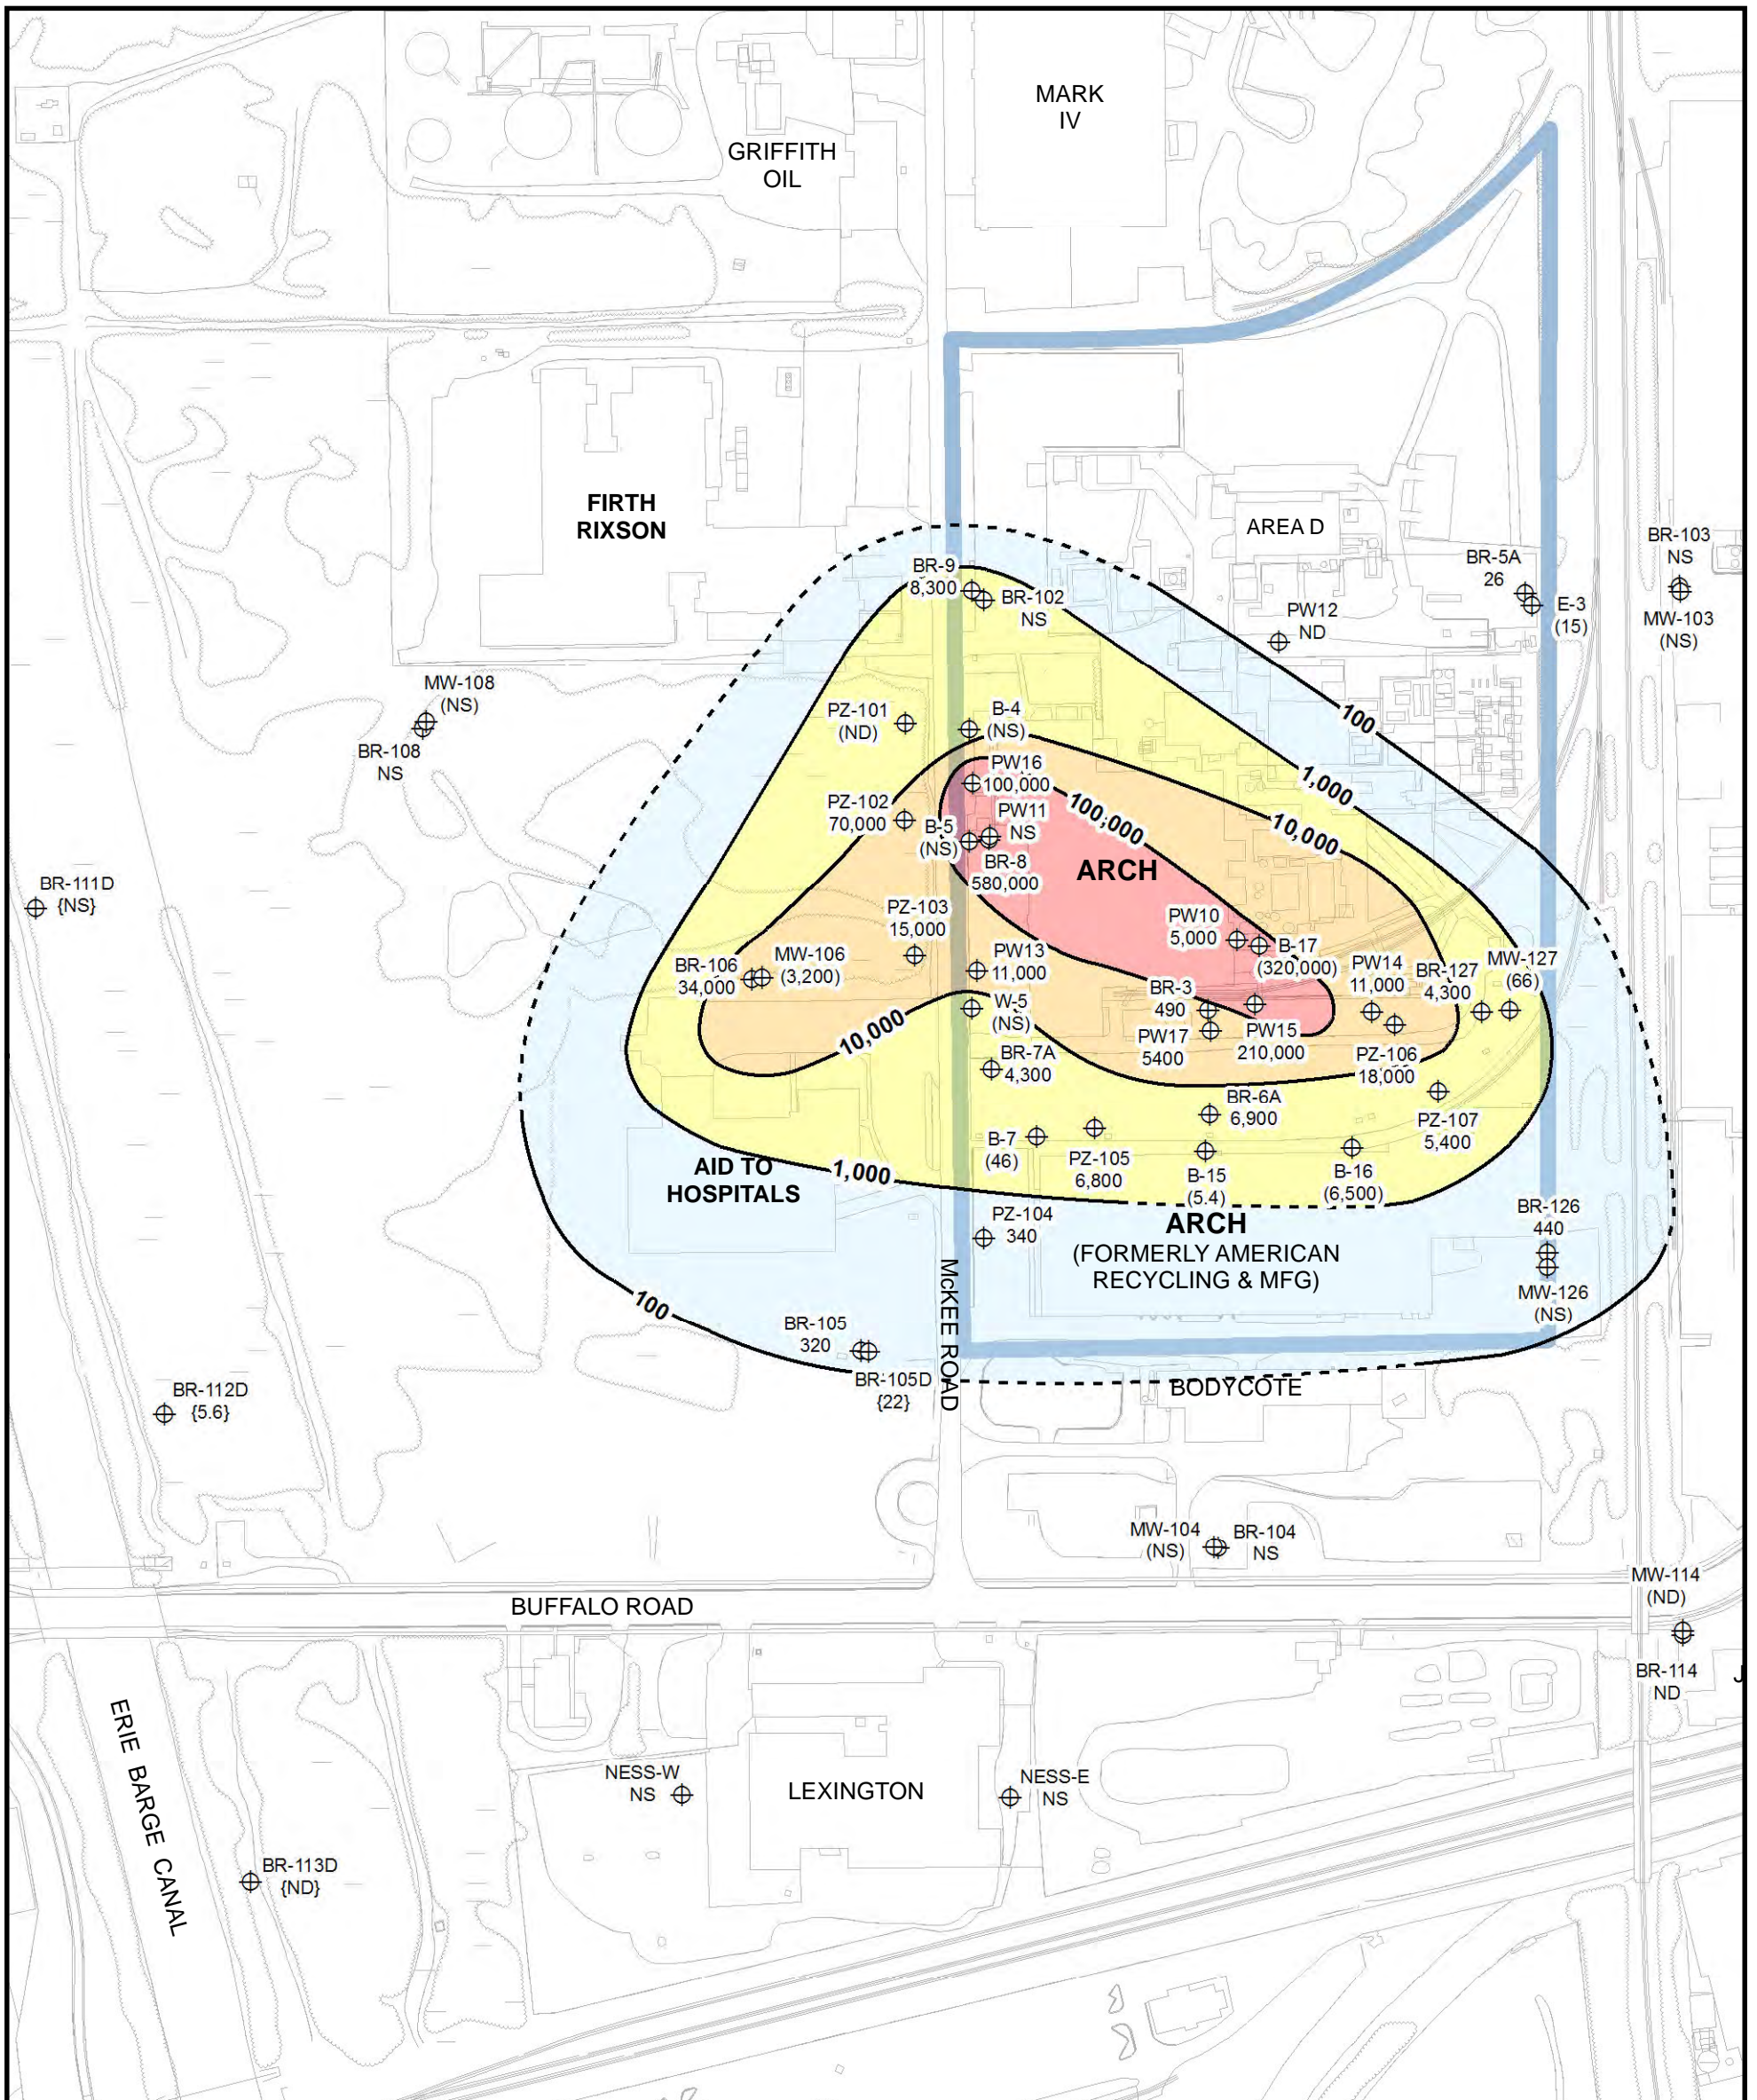 MARK
IV
GRIFFITH
OIL
FIRTH
RIXSON
AREA D
BR-103
NS
BR-5A
26
BR-9
8,300
BR-102
NS
PW12
ND
E-3
(15)
MW-103
(NS)
MW-108
(NS)
BR-108
NS
PZ-101
(ND)
B-4
(NS)
100
PW16
100,000
1,000
PZ-102
70,000
100,000
PW11
NS
10,000
B-5
(NS)
BR-8
580,000
ARCH
BR-111D
{NS}
PZ-103
15,000
PW10
5,000
B-17
(320,000)
BR-106
34,000
MW-106
(3,200)
PW13
11,000
PW14
11,000
BR-127
4,300
MW-127
(66)
BR-3
490
W-5
(NS)
10,000
PW17
5400
PW15
210,000
PZ-106
18,000
BR-7A
4,300
BR-6A
6,900
PZ-107
5,400
B-7
(46)
PZ-105
6,800
B-15
(5.4)
B-16
(6,500)
AID TO
HOSPITALS
1,000
PZ-104
340
ARCH
(FORMERLY AMERICAN
RECYCLING & MFG)
BR-126
440
MW-126
(NS)
McKEE ROAD
100
BR-105
320
BR-105D
{22}
BODYCOTE
BR-112D
{5.6}
MW-104
(NS)
BR-104
NS
MW-114
(ND)
BUFFALO ROAD
BR-114
ND
J
ERIE BARGE CANAL
NESS-W
NS
LEXINGTON
NESS-E
NS
BR-113D
{ND}